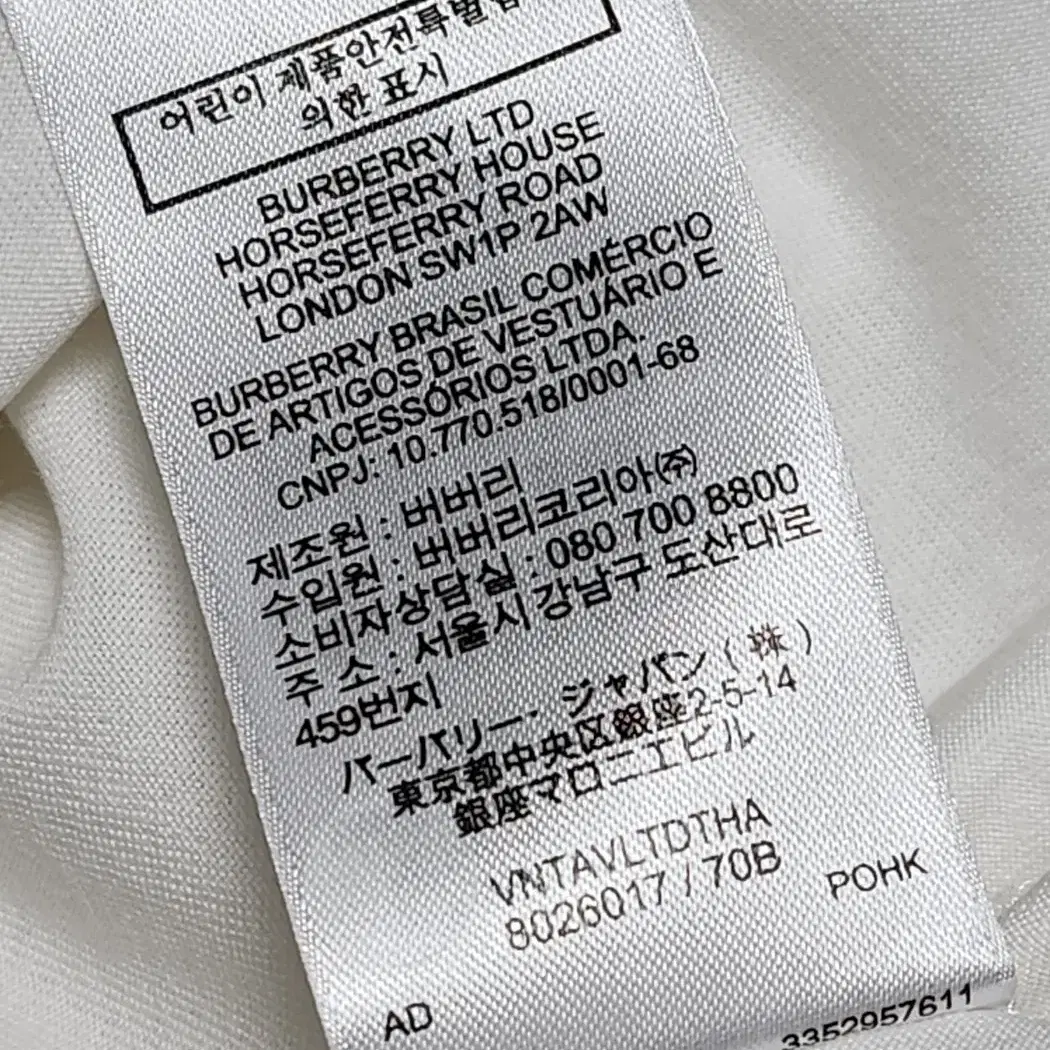 어린이 제품안전특별법
의한 표시
BURBERRY LTD
HORSEFERRY HOUSE
HORSEFERRY ROAD
LONDON SW1P 2AW
BURBERRY BRASIL COMÉRCIO
DE ARTIGOS DE VESTUÁRIO E
ACESSÓRIOS LTDA.
CNPJ: 10.770.518/0001-68
제조원 : 버버리
수입원 : 버버리코리아㈜
소비자상담실 : 080 700 8800
주 소 : 서울시 강남구 도산대로
459번지
バーバリー・ジャパン(株)
東京都中央区銀座2-5-14
銀座マロニエビル
VNTAVLTDTHA
8026017 / 70B
POHK
AD
3352957611